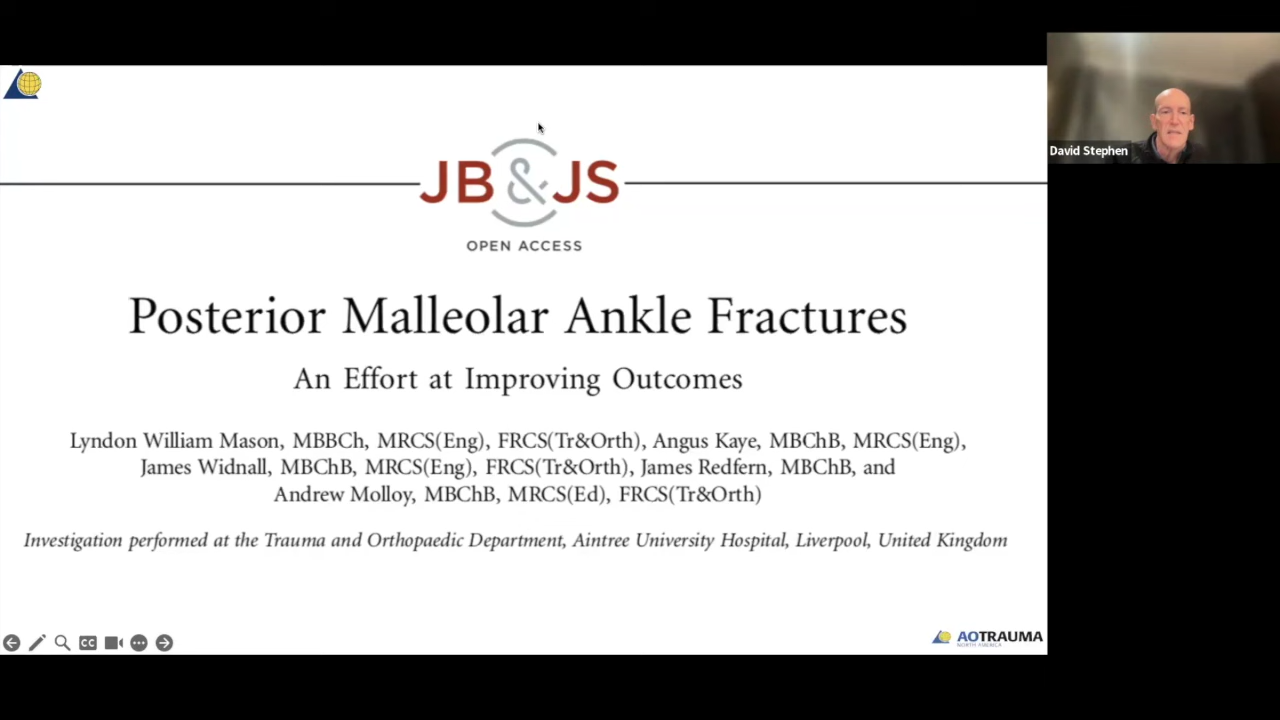 JB&JS
OPEN ACCESS
Posterior Malleolar Ankle Fractures
An Effort at Improving Outcomes
Lyndon William Mason, MBBCh, MRCS(Eng), FRCS(Tr&Orth), Angus Kaye, MBChB, MRCS(Eng),
James Widnall, MBChB, MRCS(Eng), FRCS(Tr&Orth), James Redfern, MBChB, and
Andrew Molloy, MBChB, MRCS(Ed), FRCS(Tr&Orth)
Investigation performed at the Trauma and Orthopaedic Department, Aintree University Hospital, Liverpool, United Kingdom
CC
AOTRAUMA
NORTH AMERICA
David Stephen